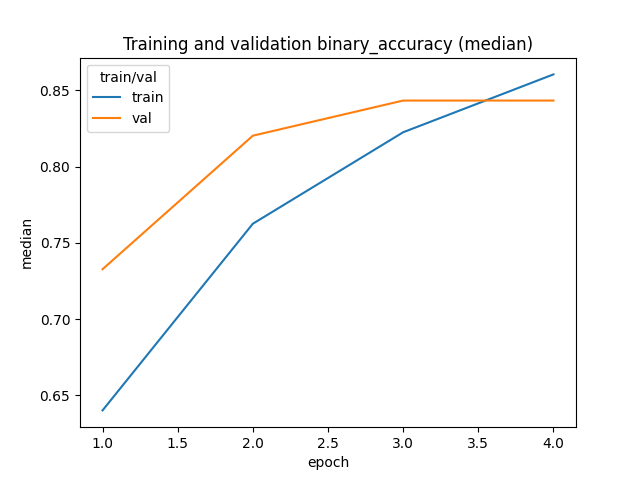 Training and validation binary_accuracy (median)
train/val
train
val
0.85
0.80
0.75
0.70
0.65
median
1.0 1.5 2.0 2.5 3.0 3.5 4.0
epoch